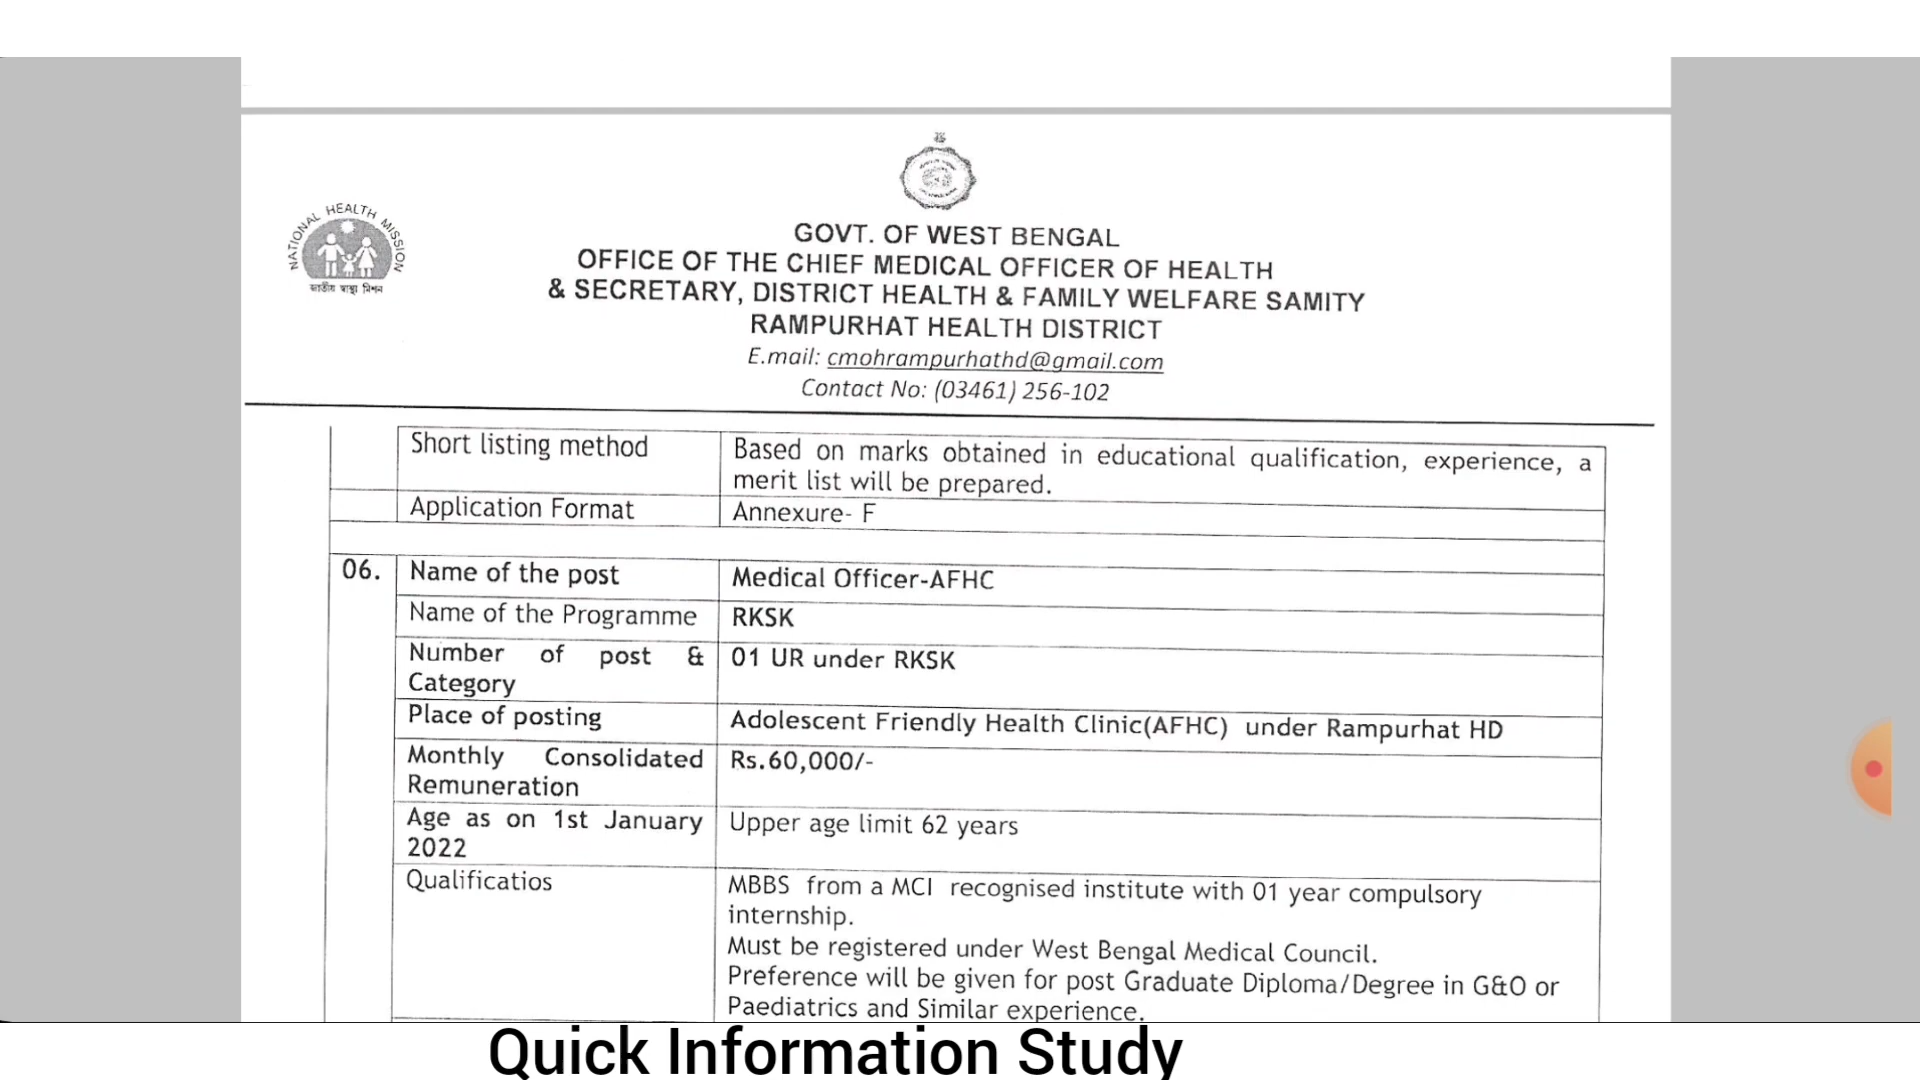 NATIONAL HEALTH MISSION
জাতীয় স্বাস্থ্য মিশন
GOVT. OF WEST BENGAL
OFFICE OF THE CHIEF MEDICAL OFFICER OF HEALTH
& SECRETARY, DISTRICT HEALTH & FAMILY WELFARE SAMITY
RAMPURHAT HEALTH DISTRICT
E.mail: cmohrampurhathd@gmail.com
Contact No: (03461) 256-102
Short listing method
Based on marks obtained in educational qualification, experience, a
merit list will be prepared.
Application Format
Annexure- F
06.
Name of the post
Medical Officer-AFHC
Name of the Programme
RKSK
Number of post &
Category
01 UR under RKSK
Place of posting
Adolescent Friendly Health Clinic(AFHC) under Rampurhat HD
Monthly Consolidated
Remuneration
Rs.60,000/-
Age as on 1st January
2022
Upper age limit 62 years
Qualificatios
MBBS from a MCI recognised institute with 01 year compulsory
internship.
Must be registered under West Bengal Medical Council.
Preference will be given for post Graduate Diploma/Degree in G&O or
Paediatrics and Similar experience.
Quick Information Study